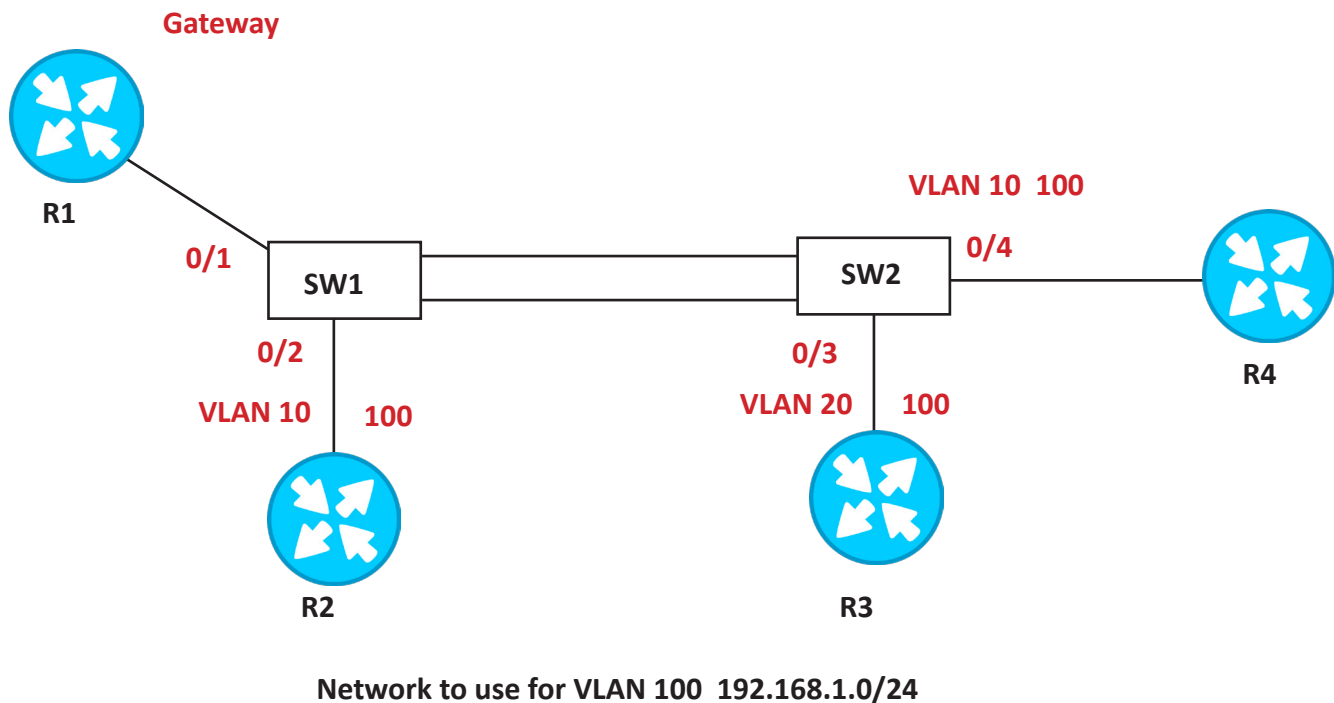 Gateway
R1
VLAN 10  100
0/1
SW1
SW2
0/4
0/2
0/3
R4
VLAN 10   100
VLAN 20   100
R2
R3
Network to use for VLAN 100  192.168.1.0/24